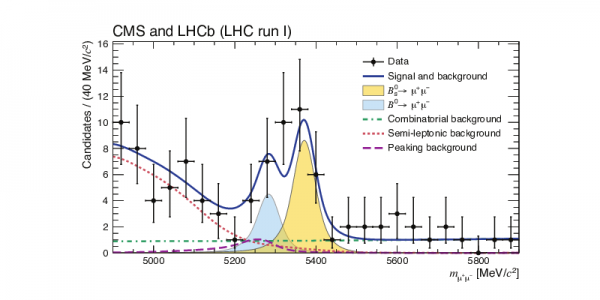 CMS and LHCb (LHC run I)
Candidates / (40 MeV/c²)
16
14
12
10
8
6
4
2
0
Data
Signal and background
B⁰ₛ→ μ⁺μ⁻
B⁰→ μ⁺μ⁻
Combinatorial background
Semi-leptonic background
Peaking background
5000 5200 5400 5600 5800
m_μ⁺μ⁻ [MeV/c²]